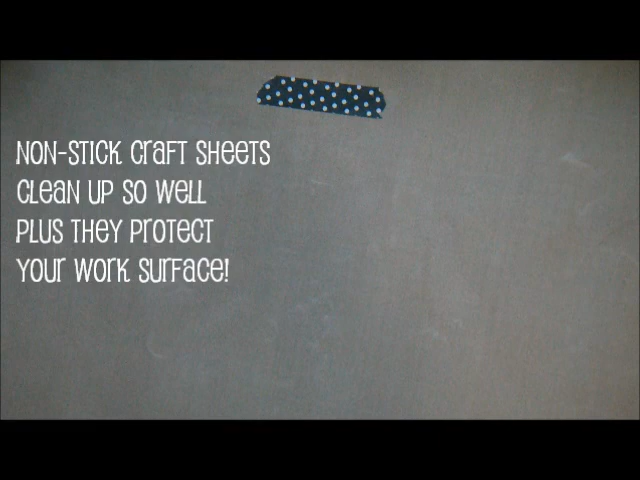 Non-stick craft sheets
clean up so well
Plus they protect
your work surface!